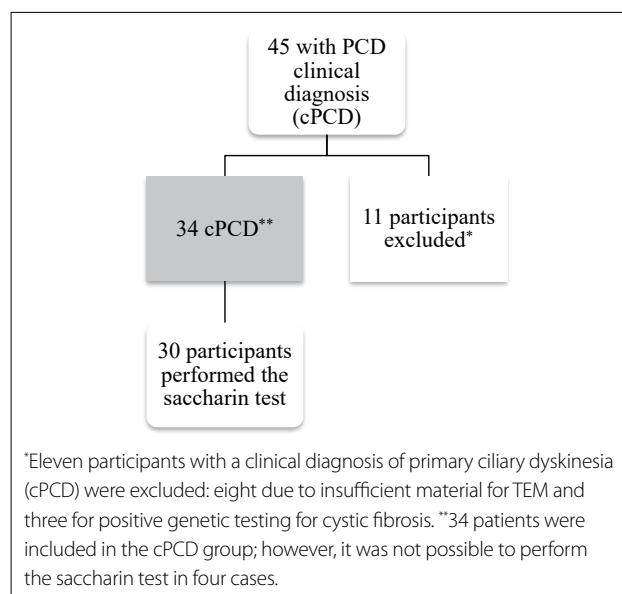 45 with PCD
clinical
diagnosis
(cPCD)
34 cPCD**
11 participants
excluded*
30 participants
performed the
saccharin test
*Eleven participants with a clinical diagnosis of primary ciliary dyskinesia
(cPCD) were excluded: eight due to insufficient material for TEM and
three for positive genetic testing for cystic fibrosis. **34 patients were
included in the cPCD group; however, it was not possible to perform
the saccharin test in four cases.